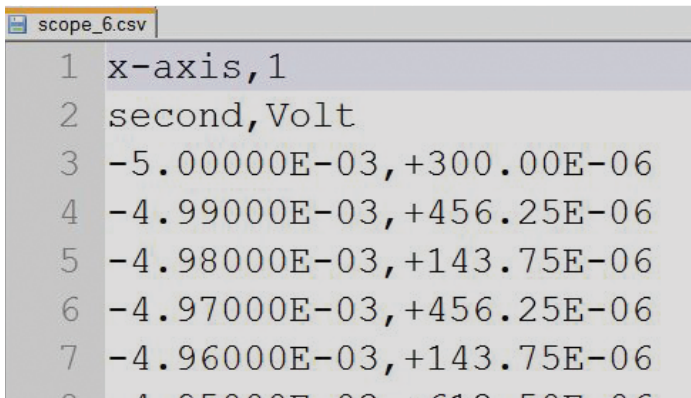 scope_6.csv
1 x-axis,1
2 second,Volt
3 -5.00000E-03,+300.00E-06
4 -4.99000E-03,+456.25E-06
5 -4.98000E-03,+143.75E-06
6 -4.97000E-03,+456.25E-06
7 -4.96000E-03,+143.75E-06